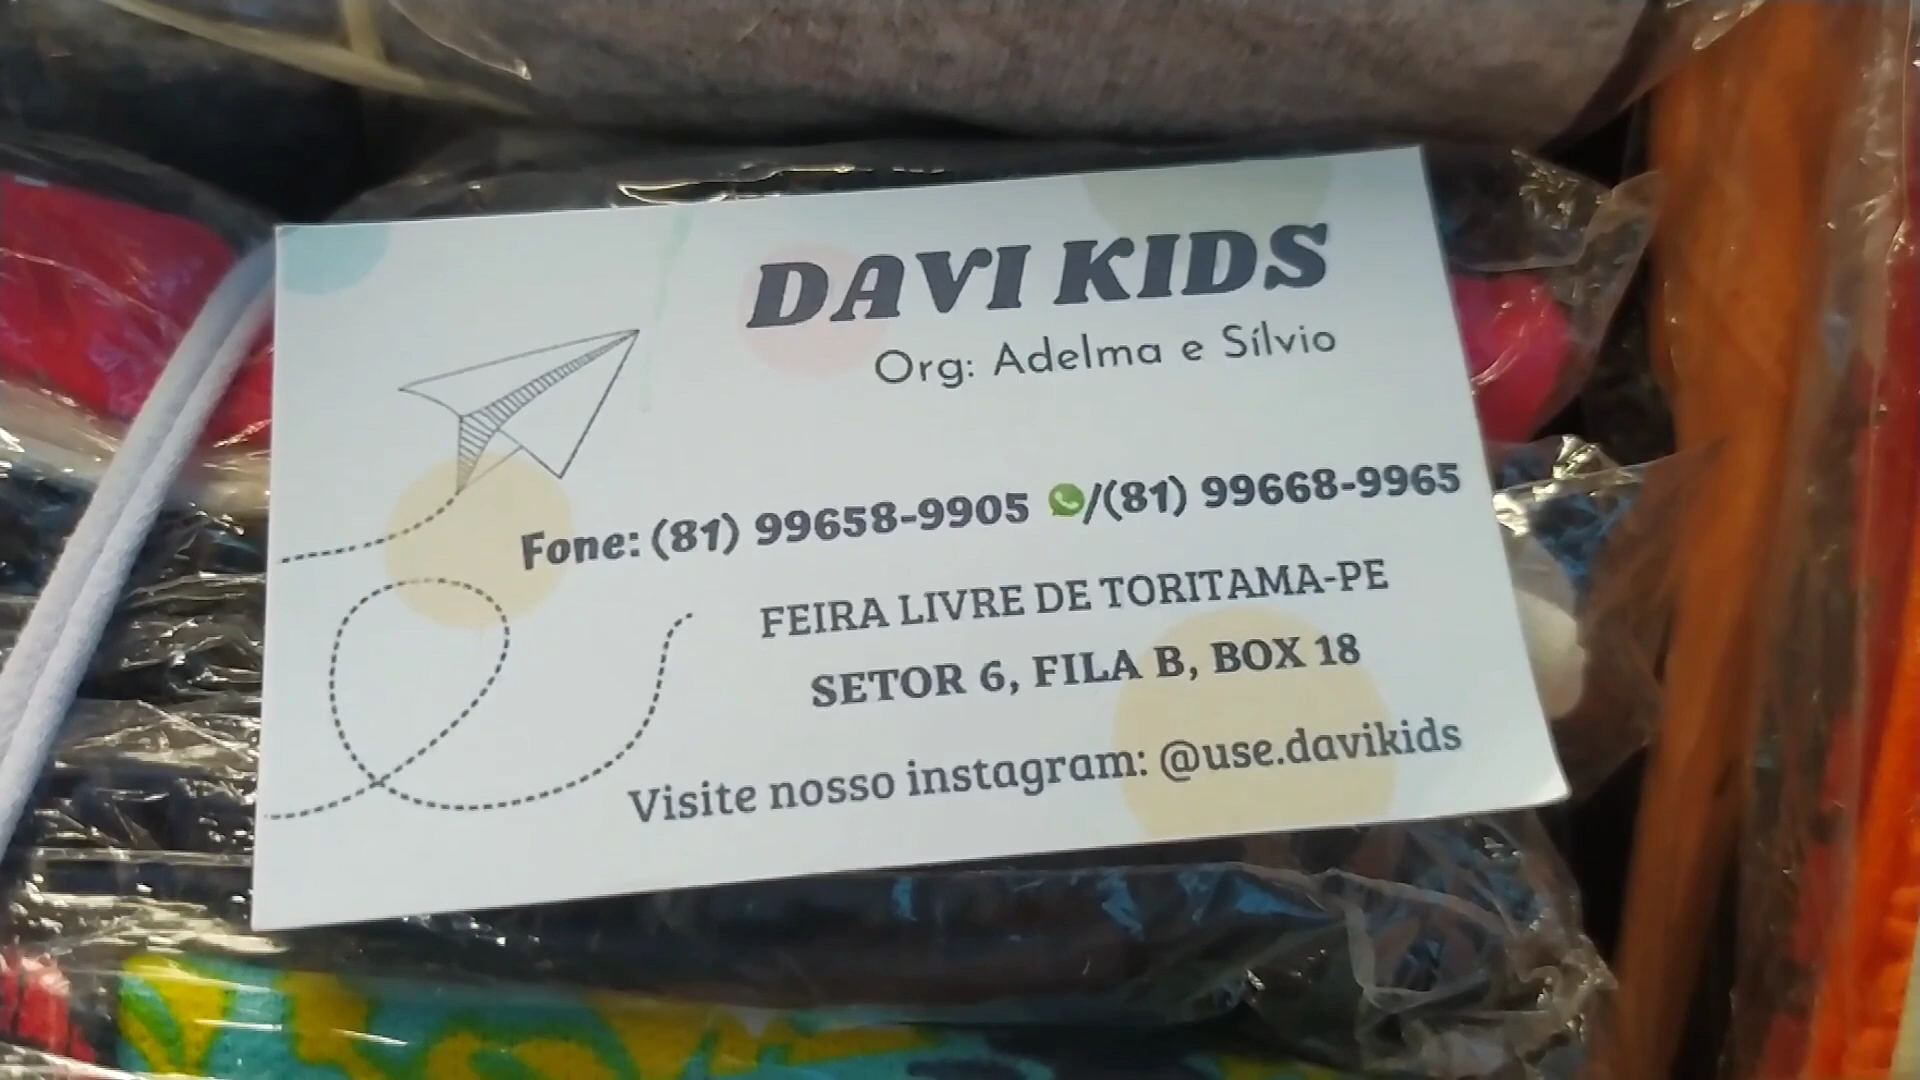 DAVI KIDS
Org: Adelma e Sílvio
Fone: (81) 99658-9905 /(81) 99668-9965
FEIRA LIVRE DE TORITAMA-PE
SETOR 6, FILA B, BOX 18
Visite nosso instagram: @use.davikids